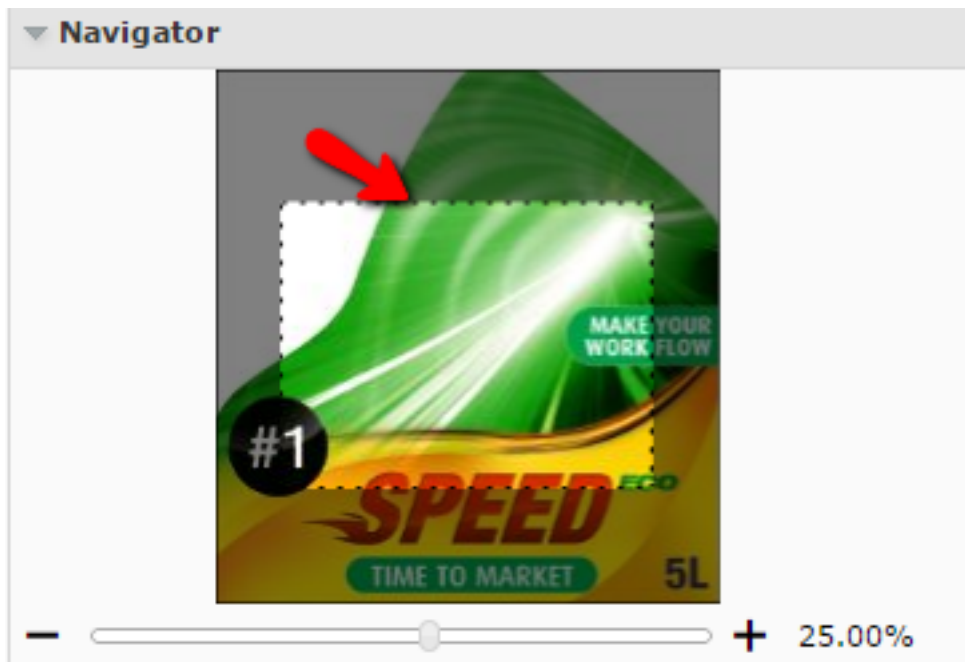 Navigator
MAKE YOUR
WORK FLOW
#1
SPEED ECO
TIME TO MARKET
5L
25.00%